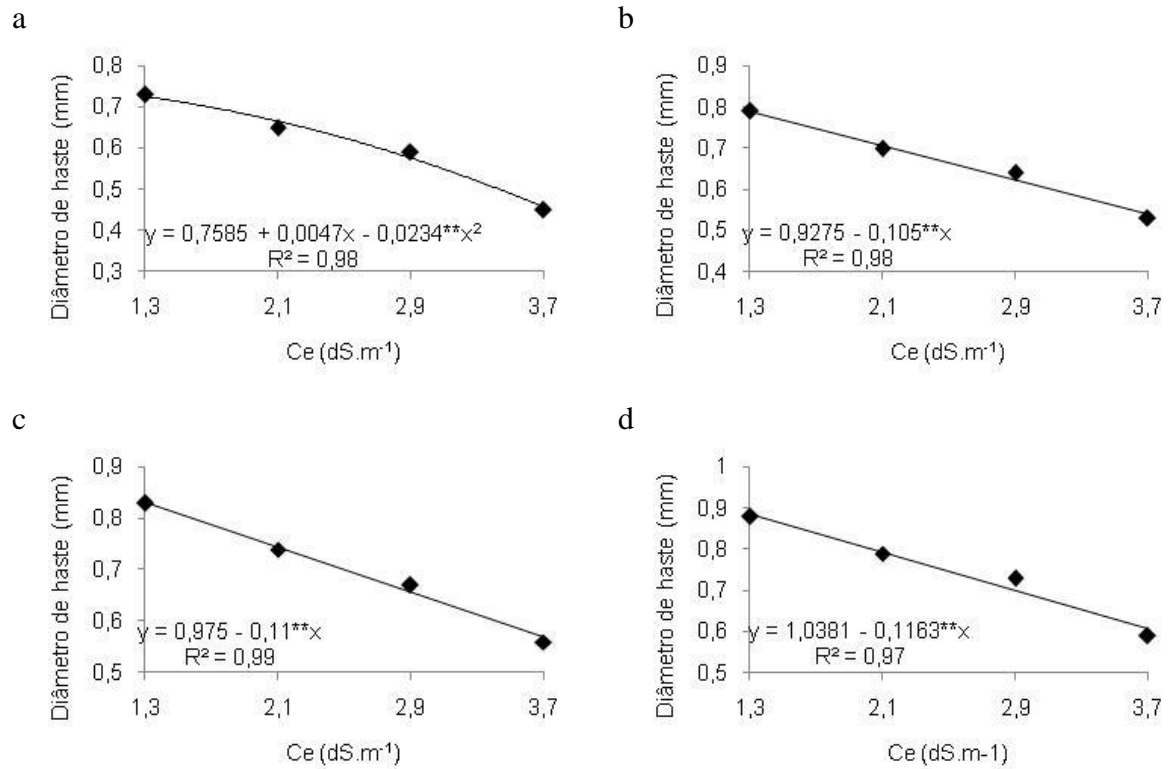 a
Diâmetro de haste (mm)
0,8
0,7
0,6
0,5
0,4
0,3
y = 0,7585 + 0,0047x - 0,0234**x²
R² = 0,98
1,3 2,1 2,9 3,7
Ce (dS.m⁻¹)
b
Diâmetro de haste (mm)
0,9
0,8
0,7
0,6
0,5
0,4
y = 0,9275 - 0,105**x
R² = 0,98
1,3 2,1 2,9 3,7
Ce (dS.m⁻¹)
c
Diâmetro de haste (mm)
0,9
0,8
0,7
0,6
0,5
y = 0,975 - 0,11**x
R² = 0,99
1,3 2,1 2,9 3,7
Ce (dS.m⁻¹)
d
Diâmetro de haste (mm)
1
0,9
0,8
0,7
0,6
0,5
y = 1,0381 - 0,1163**x
R² = 0,97
1,3 2,1 2,9 3,7
Ce (dS.m-1)